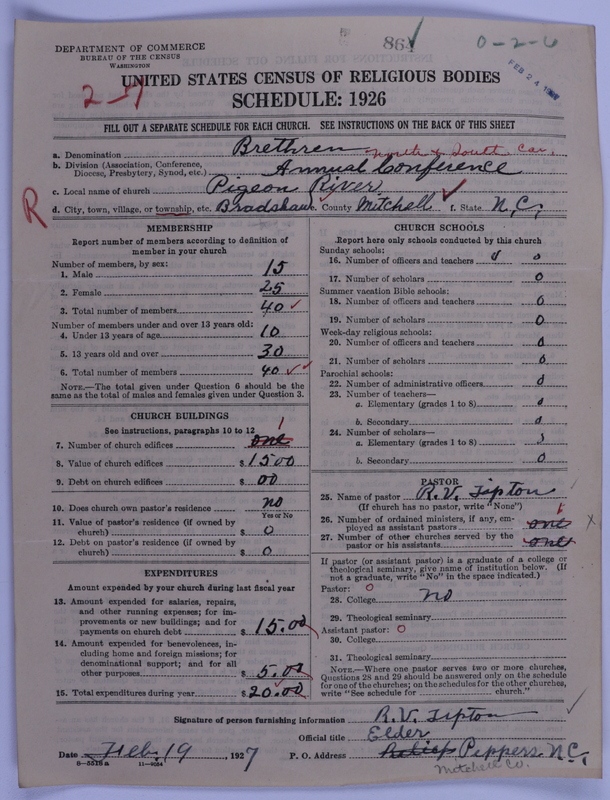 DEPARTMENT OF COMMERCE
BUREAU OF THE CENSUS
WASHINGTON
864
0-2-6
FEB 24
UNITED STATES CENSUS OF RELIGIOUS BODIES
2-7
SCHEDULE: 1926
FILL OUT A SEPARATE SCHEDULE FOR EACH CHURCH. SEE INSTRUCTIONS ON THE BACK OF THIS SHEET
a. Denomination Brethren North & South Car.
b. Division (Association, Conference, Diocese, Presbytery, Synod, etc.) Annual Conference
c. Local name of church Pigeon River
R
d. City, town, village, or township, etc. Bradshaw e. County Mitchell f. State N.C.
MEMBERSHIP
Report number of members according to definition of member in your church
Number of members, by sex:
1. Male 15
2. Female 25
3. Total number of members 40
Number of members under and over 13 years old:
4. Under 13 years of age 10
5. 13 years old and over 30
6. Total number of members 40
NOTE.—The total given under Question 6 should be the same as the total of males and females given under Question 3.
CHURCH BUILDINGS
See instructions, paragraphs 10 to 12
7. Number of church edifices one 1
8. Value of church edifices $ 1500
9. Debt on church edifices $ 00
10. Does church own pastor's residence? no
Yes or No
11. Value of pastor's residence (if owned by church) $ 0
12. Debt on pastor's residence (if owned by church) $ 0
EXPENDITURES
Amount expended by your church during last fiscal year
13. Amount expended for salaries, repairs, and other running expenses; for improvements or new buildings; and for payments on church debt $ 15.00
14. Amount expended for benevolences, including home and foreign missions; for denominational support; and for all other purposes $ 5.00
15. Total expenditures during year $ 20.00
CHURCH SCHOOLS
Report here only schools conducted by this church
Sunday schools:
16. Number of officers and teachers 0 0
17. Number of scholars 0
Summer vacation Bible schools:
18. Number of officers and teachers 0
19. Number of scholars 0
Week-day religious schools:
20. Number of officers and teachers 0
21. Number of scholars 0
Parochial schools:
22. Number of administrative officers 0
23. Number of teachers—
a. Elementary (grades 1 to 8) 0
b. Secondary 0
24. Number of scholars—
a. Elementary (grades 1 to 8)
b. Secondary 0
PASTOR
25. Name of pastor R.V. Tipton
(If church has no pastor, write "None")
26. Number of ordained ministers, if any, employed as assistant pastors one x
27. Number of other churches served by the pastor or his assistants one
If pastor (or assistant pastor) is a graduate of a college or theological seminary, give name of institution below. (If not a graduate, write "No" in the space indicated.)
Pastor: 0
28. College no
29. Theological seminary
Assistant pastor: 0
30. College
31. Theological seminary
NOTE.—Where one pastor serves two or more churches, Questions 28 and 29 should be answered only on the schedule for one of the churches; on the schedules for the other churches, write "See schedule for church."
Signature of person furnishing information R.V. Tipton
Official title Elder
Date Feb. 19 1927 P. O. Address Peppers N.C.
Mitchell Co.
8—5513a 11—9064